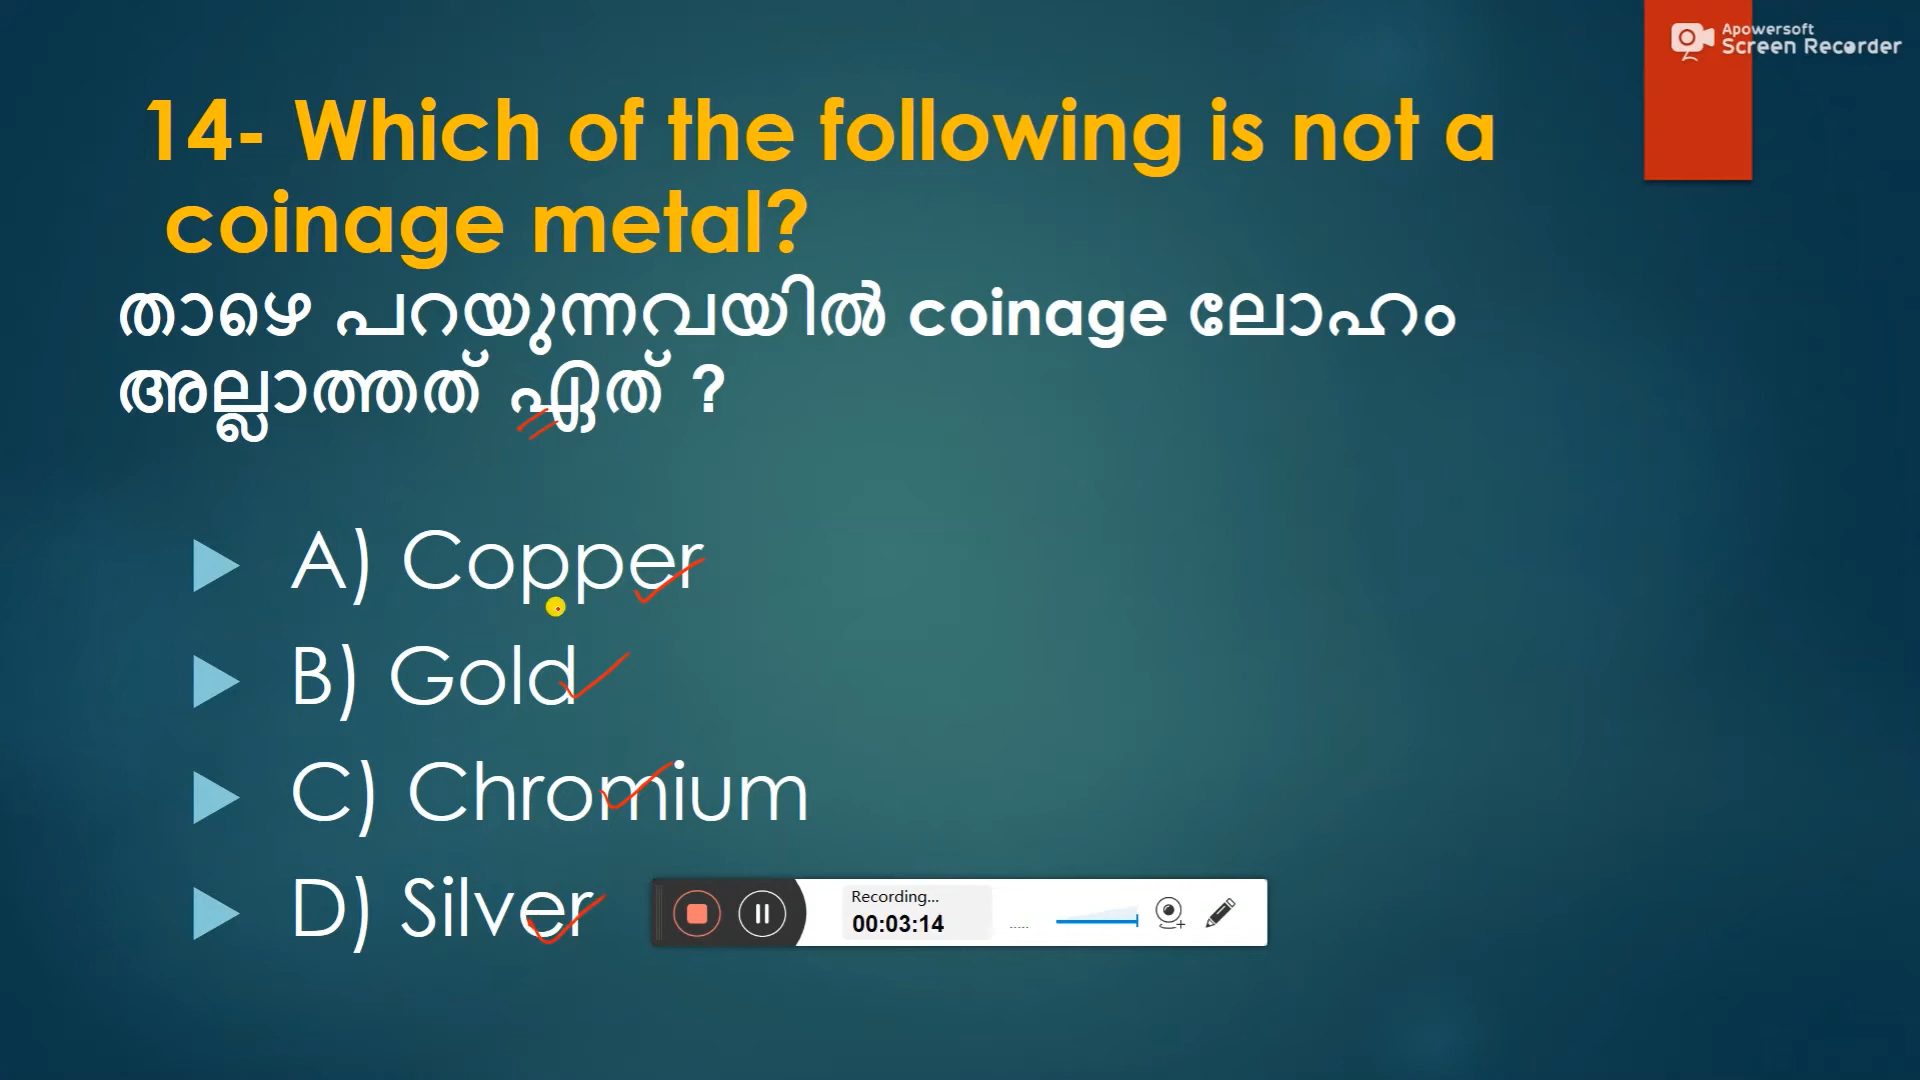 Apowersoft
Screen Recorder
14- Which of the following is not a
coinage metal?
താഴെ പറയുന്നവയിൽ coinage ലോഹം
അല്ലാത്തത് ഏത് ?
A) Copper
B) Gold
C) Chromium
D) Silver
Recording...
00:03:14